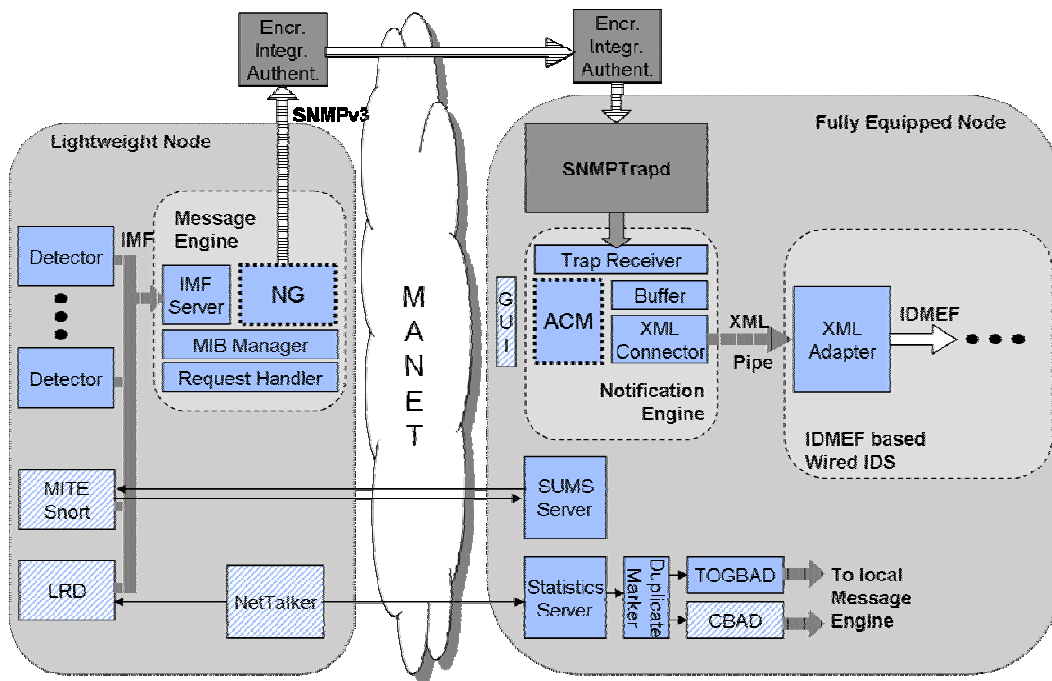 Encr.
Integr.
Authent.
Encr.
Integr.
Authent.
SNMPv3
Lightweight Node
Fully Equipped Node
SNMPTrapd
Message
Engine
IMF
Detector
IMF
Server
NG
MIB Manager
Request Handler
Detector
MITE
Snort
LRD
NetTalker
MANET
Trap Receiver
GUI
ACM
Buffer
XML
Connector
XML
Pipe
Notification
Engine
XML
Adapter
IDMEF
IDMEF based
Wired IDS
SUMS
Server
Statistics
Server
Duplicate
Marker
TOGBAD
CBAD
To local
Message
Engine